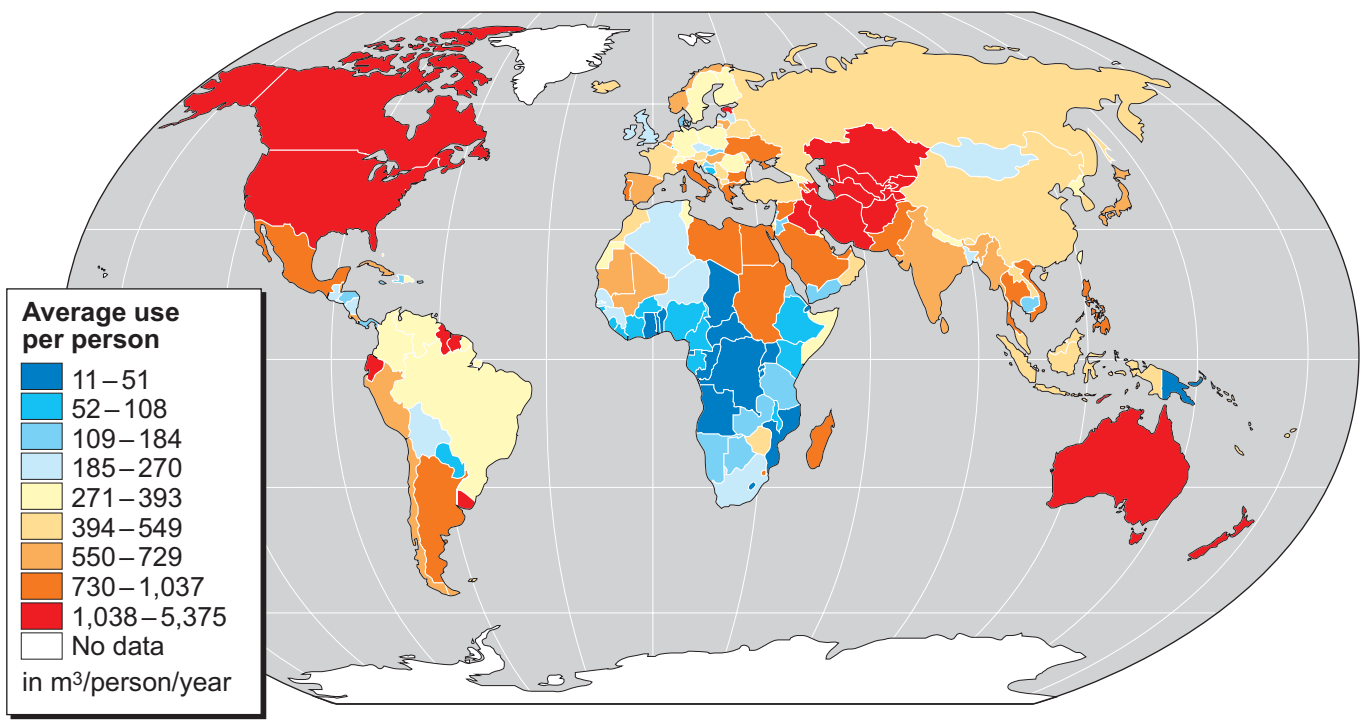 Average use
per person
11–51
52–108
109–184
185–270
271–393
394–549
550–729
730–1,037
1,038–5,375
No data
in m³/person/year